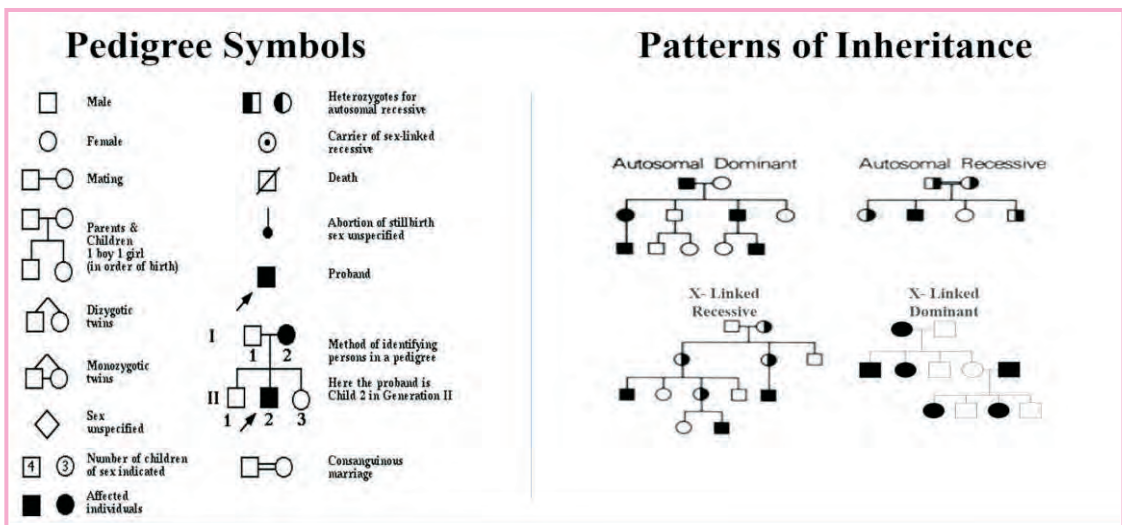 Pedigree Symbols
Male
Female
Mating
Parents &
Children
1 boy 1 girl
(in order of birth)
Dizygotic
twins
Monozygotic
twins
Sex
unspecified
4
3
Number of children
of sex indicated
Affected
individuals
Heterozygotes for
autosomal recessive
Carrier of sex-linked
recessive
Death
Abortion of stillbirth
sex unspecified
Proband
I
1 2
II
1 2 3
Method of identifying
persons in a pedigree
Here the proband is
Child 2 in Generation II
Consanguinous
marriage
Patterns of Inheritance
Autosomal Dominant
Autosomal Recessive
X- Linked
Recessive
X- Linked
Dominant